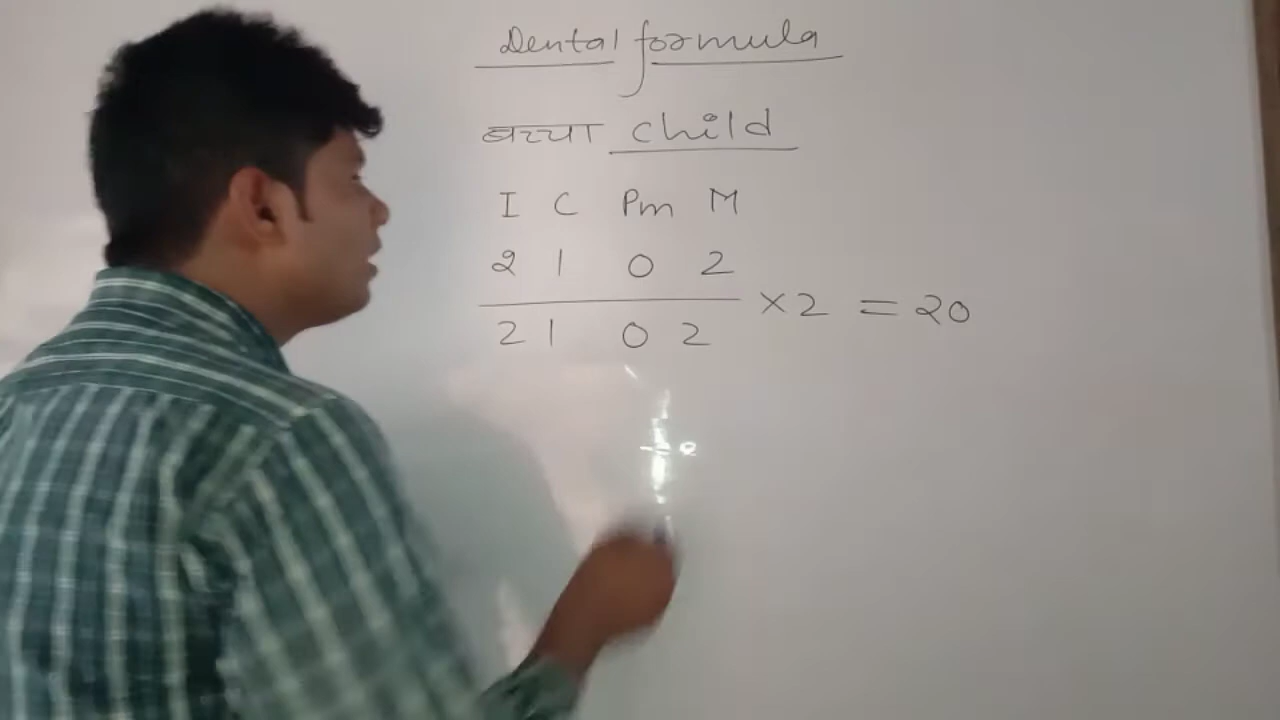 Dental formula
बच्चा child
I C Pm M
2 1 0 2
× 2 = 20
2 1 0 2